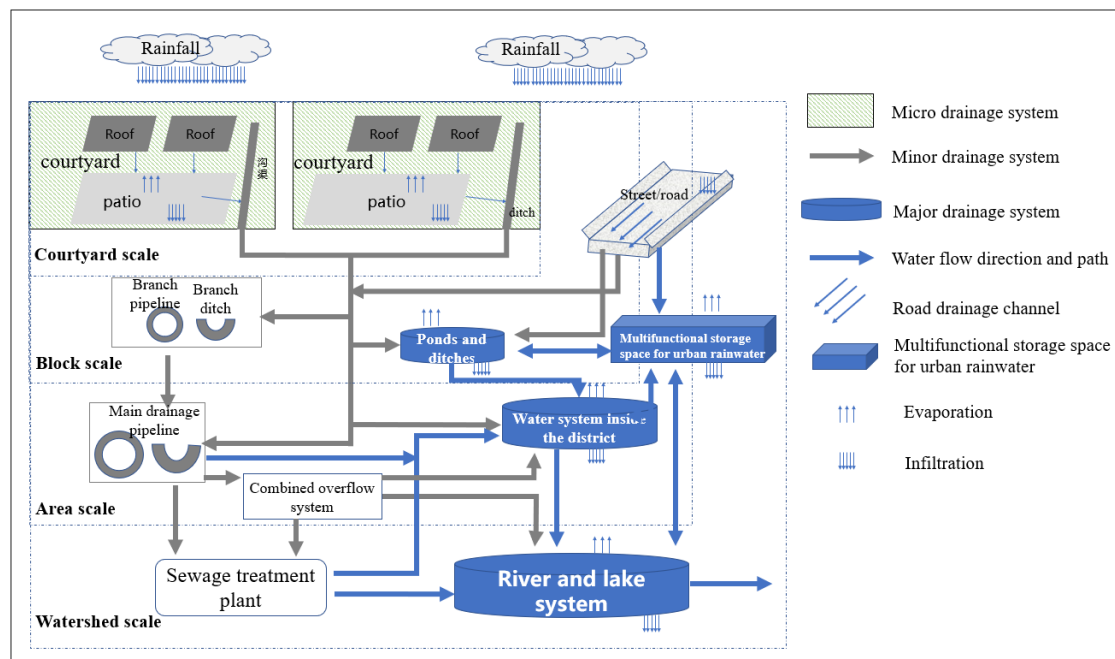 Rainfall
Rainfall
Roof
Roof
courtyard
patio
沟渠
Roof
Roof
courtyard
patio
ditch
Street/road
Courtyard scale
Branch
pipeline
Branch
ditch
Block scale
Ponds and
ditches
Multifunctional storage
space for urban rainwater
Main drainage
pipeline
Water system inside
the district
Area scale
Combined overflow
system
Sewage treatment
plant
River and lake
system
Watershed scale
Micro drainage system
Minor drainage system
Major drainage system
Water flow direction and path
Road drainage channel
Multifunctional storage space
for urban rainwater
Evaporation
Infiltration